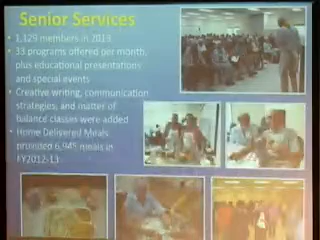 Senior Services
• 1,129 members in 2013
• 33 programs offered per month,
plus educational presentations
and special events
• Creative writing, communication
strategies, and matter of
balance classes were added
• Home Delivered Meals
provided 6,945 meals in
FY2012-13